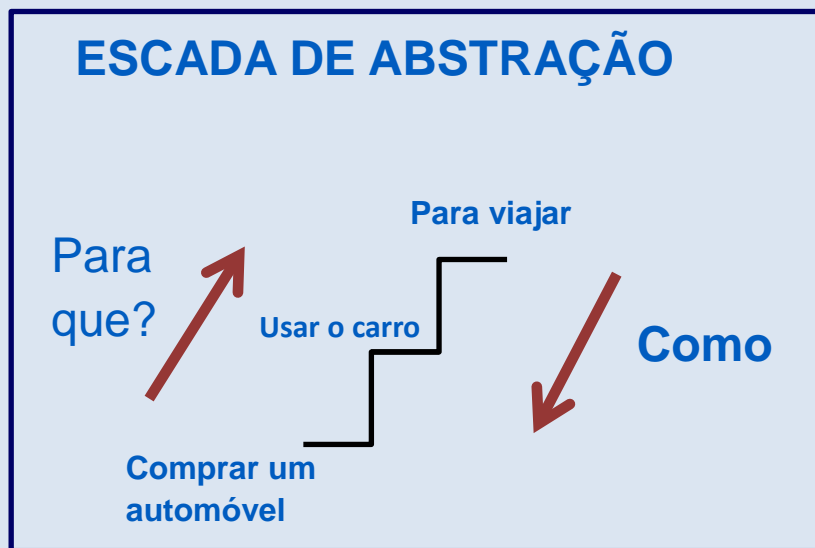 ESCADA DE ABSTRAÇÃO
Para viajar
Para
que?
Usar o carro
Como
Comprar um
automóvel